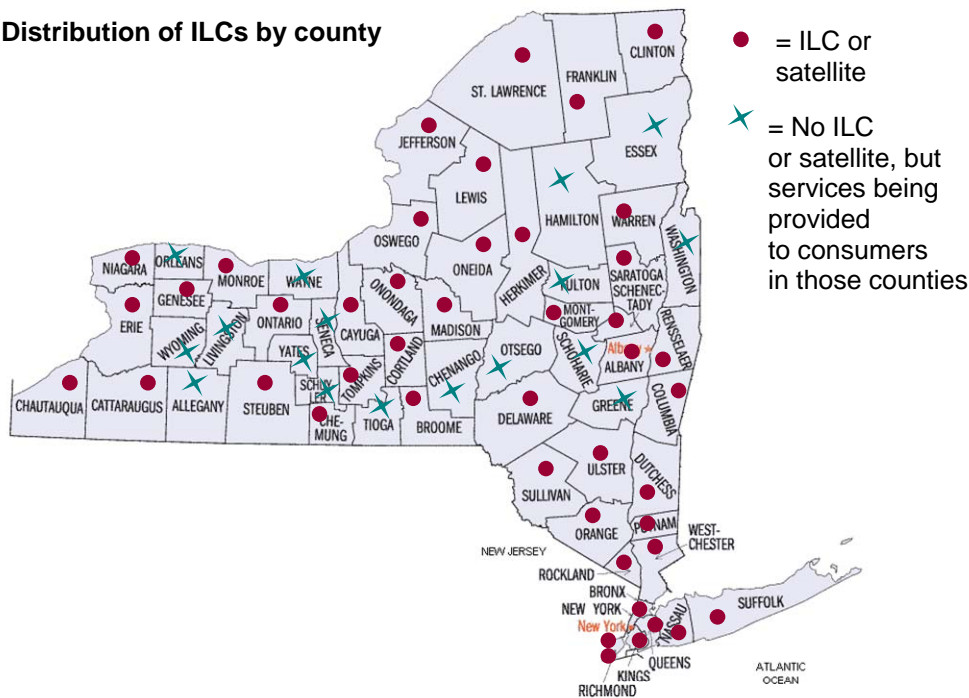 Distribution of ILCs by county
= ILC or
satellite
= No ILC
or satellite, but
services being
provided
to consumers
in those counties
CLINTON
FRANKLIN
ST. LAWRENCE
JEFFERSON
ESSEX
LEWIS
HAMILTON
WARREN
WASHINGTON
OSWEGO
ONEIDA
HERKIMER
FULTON
SARATOGA
SCHENEC-
TADY
MONT-
GOMERY
NIAGARA
ORLEANS
MONROE
WAYNE
GENESEE
ONTARIO
SENECA
CAYUGA
ONONDAGA
MADISON
ERIE
WYOMING
LIVINGSTON
YATES
CORTLAND
CHENANGO
OTSEGO
SCHOHARIE
Albany
ALBANY
RENSSELAER
CHAUTAUQUA
CATTARAUGUS
ALLEGANY
STEUBEN
SCHUY-
LER
CHE-
MUNG
TOMPKINS
TIOGA
BROOME
DELAWARE
GREENE
COLUMBIA
ULSTER
DUTCHESS
SULLIVAN
ORANGE
PUTNAM
WEST-
CHESTER
NEW JERSEY
ROCKLAND
BRONX
NEW YORK
New York
NASSAU
SUFFOLK
QUEENS
KINGS
RICHMOND
ATLANTIC
OCEAN